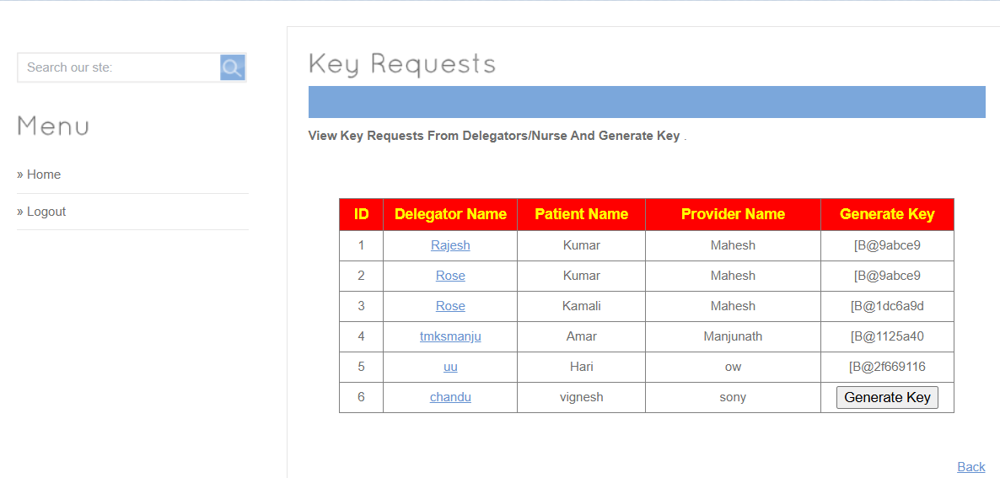 Search our ste:
Menu
» Home
» Logout
Key Requests
View Key Requests From Delegators/Nurse And Generate Key .
ID Delegator Name Patient Name Provider Name Generate Key
1 Rajesh Kumar Mahesh [B@9abce9
2 Rose Kumar Mahesh [B@9abce9
3 Rose Kamali Mahesh [B@1dc6a9d
4 tmksmanju Amar Manjunath [B@1125a40
5 uu Hari ow [B@2f669116
6 chandu vignesh sony Generate Key
Back